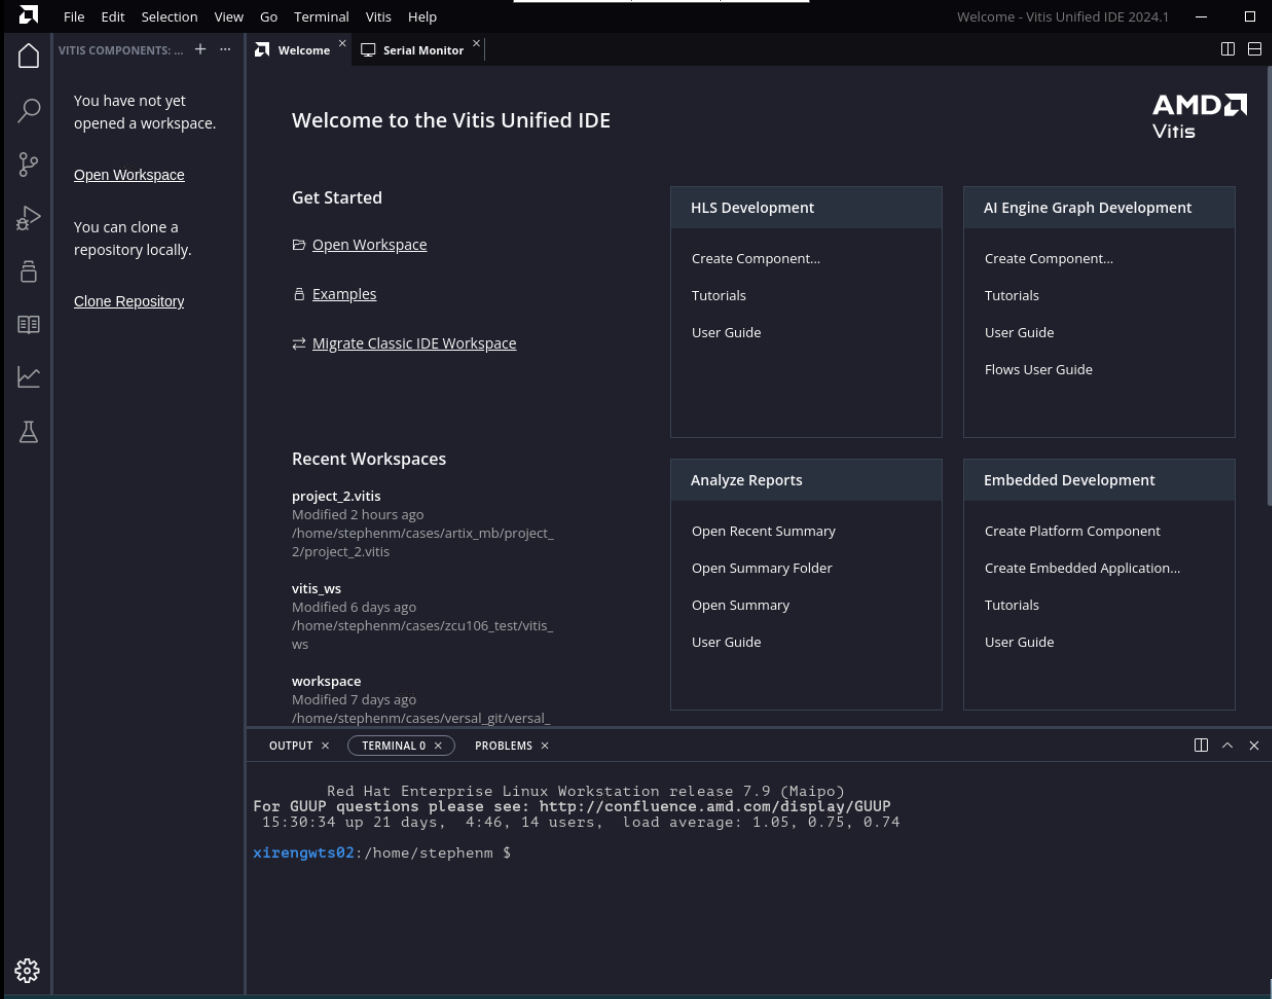 File Edit Selection View Go Terminal Vitis Help
Welcome - Vitis Unified IDE 2024.1
VITIS COMPONENTS: ...
Welcome
Serial Monitor
You have not yet
opened a workspace.
Open Workspace
You can clone a
repository locally.
Clone Repository
Welcome to the Vitis Unified IDE
AMD
Vitis
Get Started
Open Workspace
Examples
Migrate Classic IDE Workspace
HLS Development
Create Component...
Tutorials
User Guide
AI Engine Graph Development
Create Component...
Tutorials
User Guide
Flows User Guide
Recent Workspaces
project_2.vitis
Modified 2 hours ago
/home/stephenm/cases/artix_mb/project_
2/project_2.vitis
vitis_ws
Modified 6 days ago
/home/stephenm/cases/zcu106_test/vitis_
ws
workspace
Modified 7 days ago
/home/stephenm/cases/versal_git/versal_
Analyze Reports
Open Recent Summary
Open Summary Folder
Open Summary
User Guide
Embedded Development
Create Platform Component
Create Embedded Application...
Tutorials
User Guide
OUTPUT TERMINAL 0 PROBLEMS
Red Hat Enterprise Linux Workstation release 7.9 (Maipo)
For GUUP questions please see: http://confluence.amd.com/display/GUUP
15:30:34 up 21 days, 4:46, 14 users, load average: 1.05, 0.75, 0.74
xirengwts02:/home/stephenm $